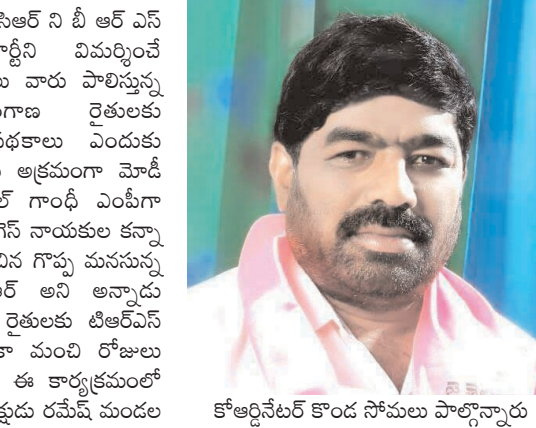 సిఆర్ ని బీ ఆర్ ఎస్
విమర్శించే
వారు పాలిస్తున్న
రైతులకు
ఎందుకు
అక్రమంగా మోడీ
గాంధీ ఎంపీగా
నాయకుల కన్నా
గొప్ప మనసున్న
అని అన్నాడు
రైతులకు టిఆర్ఎస్
మంచి రోజులు
ఈ కార్యక్రమంలో
రమేష్ మండల
కోఆర్డినేటర్ కొండ సోమలు పాల్గొన్నారు